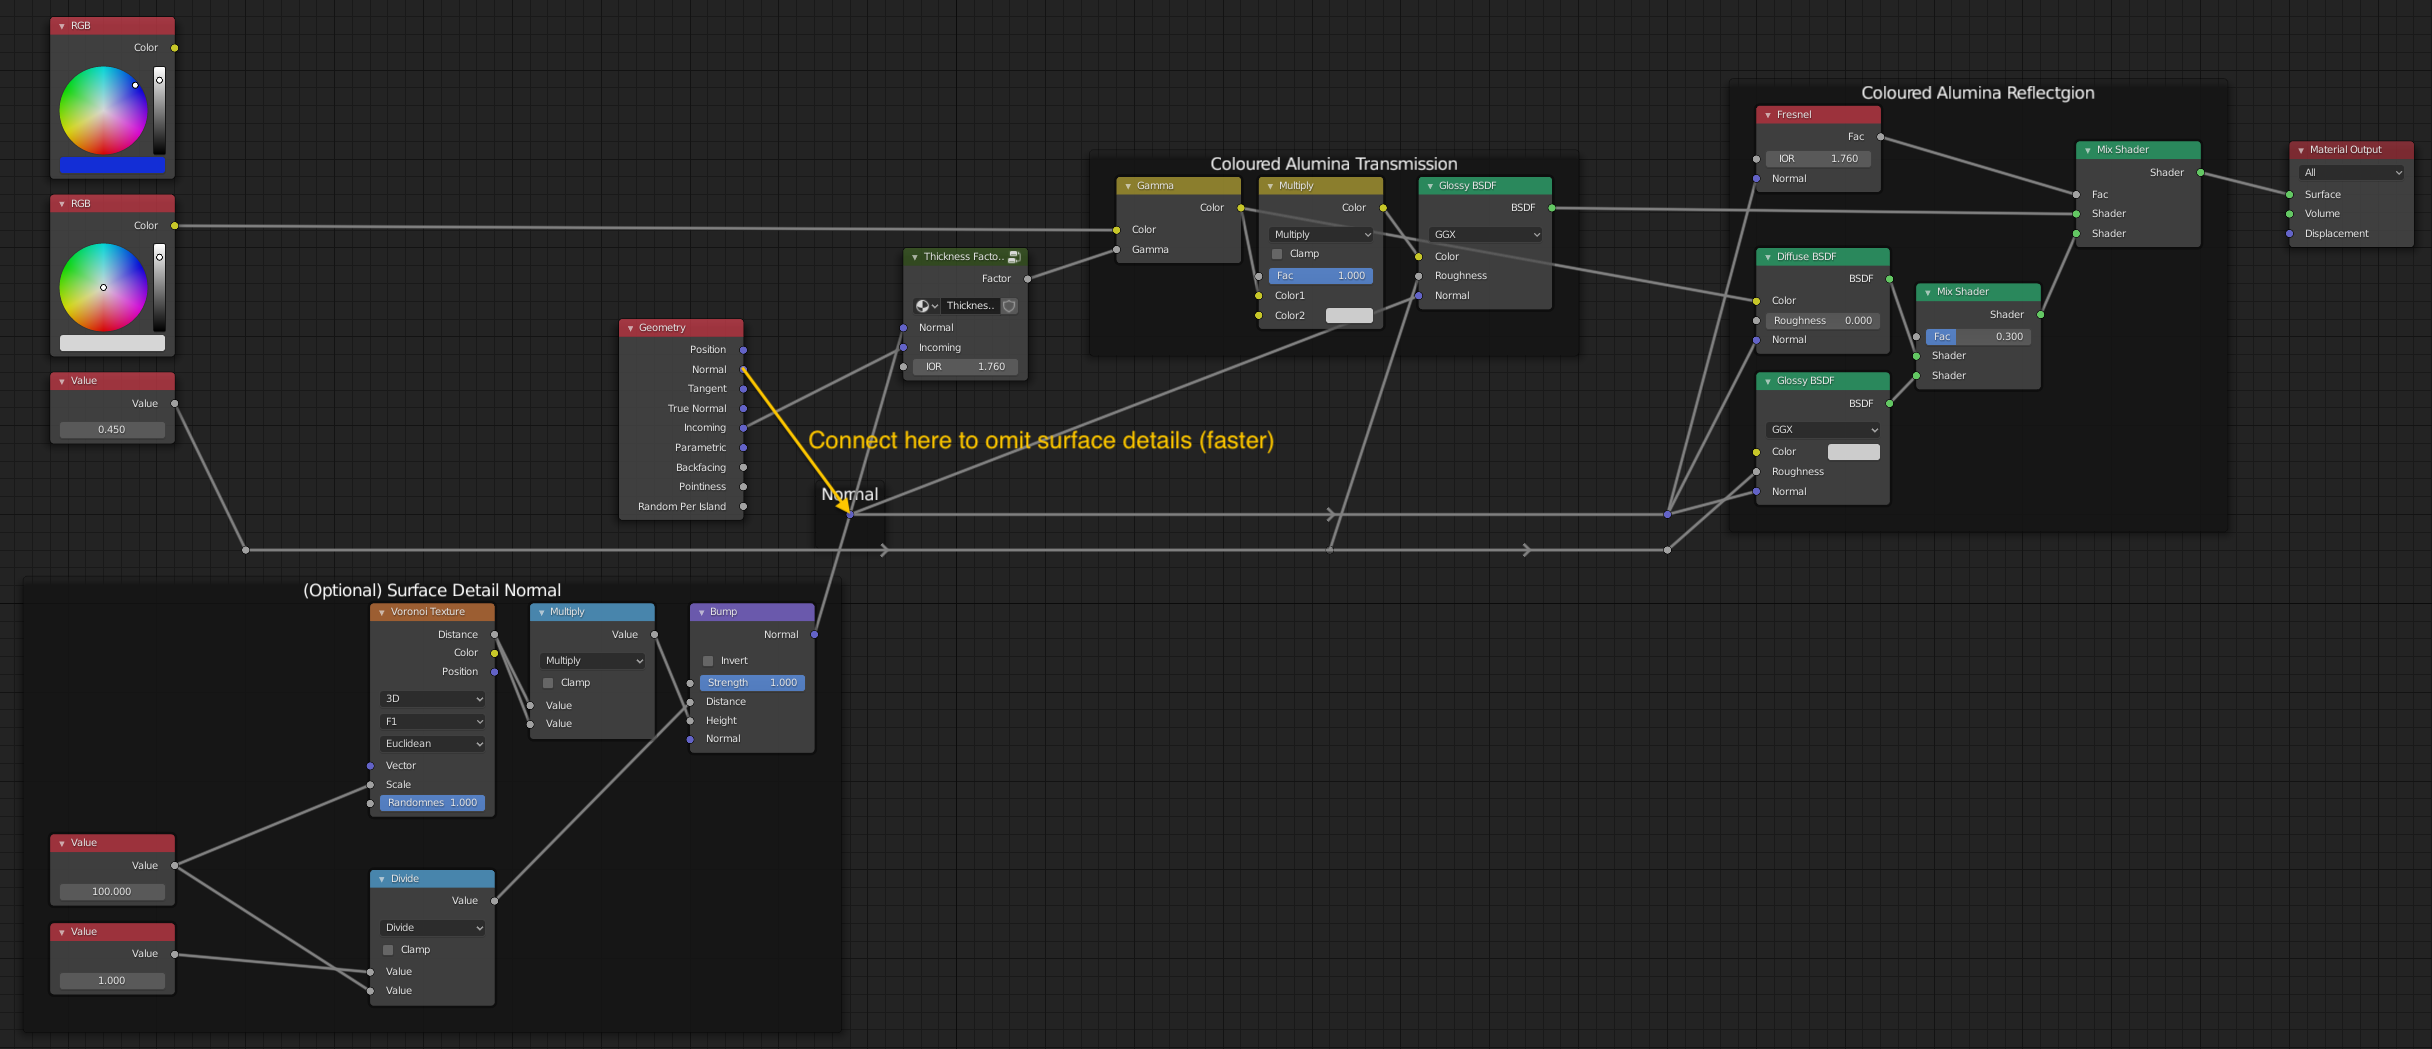 RGB
Color
RGB
Color
Value
Value
0.450
Geometry
Position
Normal
Tangent
True Normal
Incoming
Parametric
Backfacing
Pointiness
Random Per Island
Thickness Facto..
Factor
Thicknes..
Normal
Incoming
IOR 1.760
Connect here to omit surface details (faster)
Normal
Coloured Alumina Transmission
Gamma
Color
Color
Gamma
Multiply
Color
Multiply
Clamp
Fac 1.000
Color1
Color2
Glossy BSDF
BSDF
GGX
Color
Roughness
Normal
Coloured Alumina Reflectgion
Fresnel
Fac
IOR 1.760
Normal
Diffuse BSDF
BSDF
Color
Roughness 0.000
Normal
Glossy BSDF
BSDF
GGX
Color
Roughness
Normal
Mix Shader
Shader
Fac 0.300
Shader
Shader
Mix Shader
Shader
Fac
Shader
Shader
Material Output
All
Surface
Volume
Displacement
(Optional) Surface Detail Normal
Voronoi Texture
Distance
Color
Position
3D
F1
Euclidean
Vector
Scale
Randomnes 1.000
Multiply
Value
Multiply
Clamp
Value
Value
Bump
Normal
Invert
Strength 1.000
Distance
Height
Normal
Value
Value
100.000
Value
Value
1.000
Divide
Value
Divide
Clamp
Value
Value